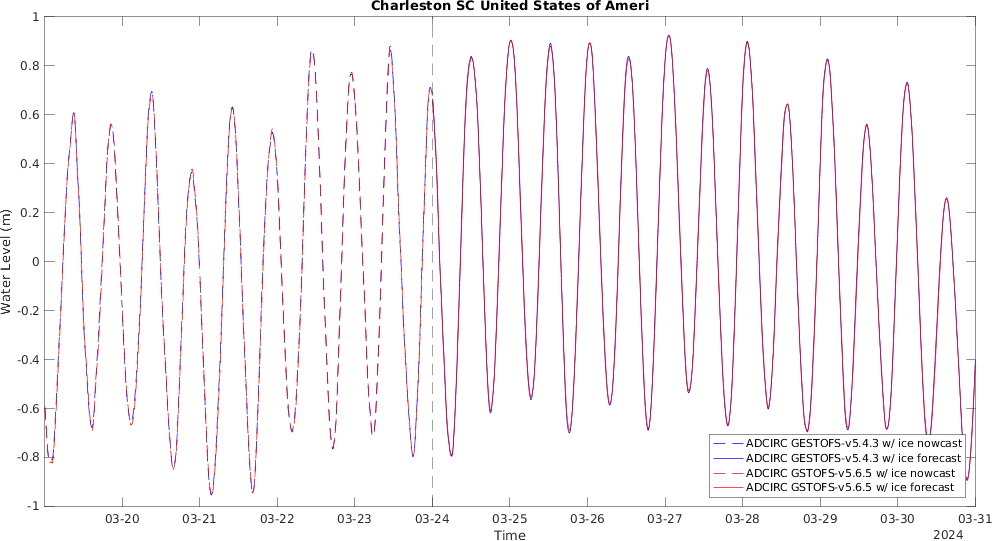 Charleston SC United States of Ameri
1
0.8
0.6
0.4
0.2
0
-0.2
-0.4
-0.6
-0.8
-1
Water Level (m)
ADCIRC GESTOFS-v5.4.3 w/ ice nowcast
ADCIRC GESTOFS-v5.4.3 w/ ice forecast
ADCIRC GSTOFS-v5.6.5 w/ ice nowcast
ADCIRC GSTOFS-v5.6.5 w/ ice forecast
03-20 03-21 03-22 03-23 03-24 03-25 03-26 03-27 03-28 03-29 03-30 03-31
Time
2024